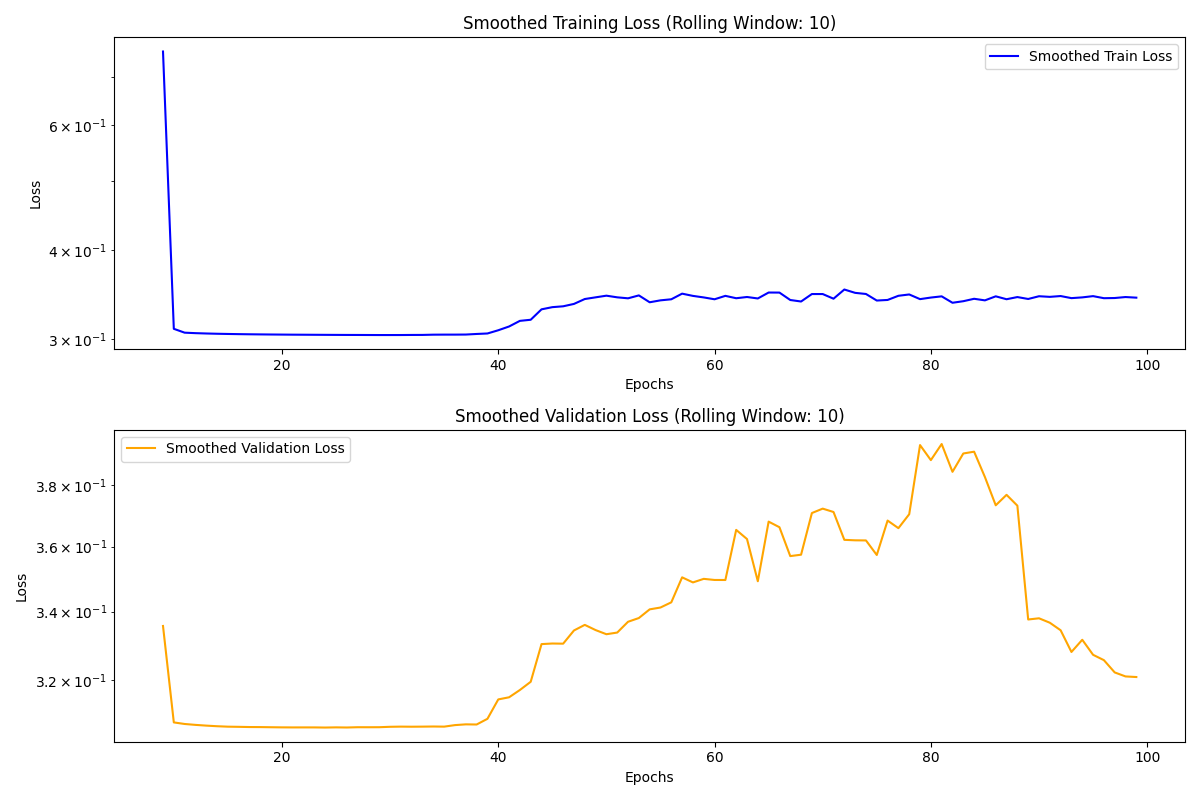 Smoothed Training Loss (Rolling Window: 10)
Smoothed Train Loss
6 × 10⁻¹
4 × 10⁻¹
3 × 10⁻¹
Loss
20 40 60 80 100
Epochs
Smoothed Validation Loss (Rolling Window: 10)
Smoothed Validation Loss
3.8 × 10⁻¹
3.6 × 10⁻¹
3.4 × 10⁻¹
3.2 × 10⁻¹
Loss
20 40 60 80 100
Epochs